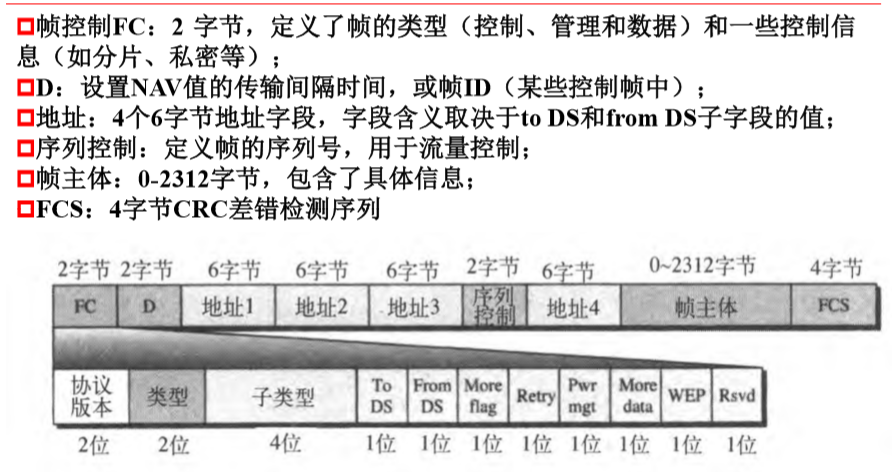 帧控制FC：2 字节，定义了帧的类型（控制、管理和数据）和一些控制信
息（如分片、私密等）；
D：设置NAV值的传输间隔时间，或帧ID（某些控制帧中）；
地址：4个6字节地址字段，字段含义取决于to DS和from DS子字段的值；
序列控制：定义帧的序列号，用于流量控制；
帧主体：0-2312字节，包含了具体信息；
FCS：4字节CRC差错检测序列
2字节 2字节 6字节 6字节 6字节 2字节 6字节 0~2312字节 4字节
FC D 地址1 地址2 地址3 序列控制 地址4 帧主体 FCS
协议版本 类型 子类型 To DS From DS More flag Retry Pwr mgt More data WEP Rsvd
2位 2位 4位 1位 1位 1位 1位 1位 1位 1位 1位